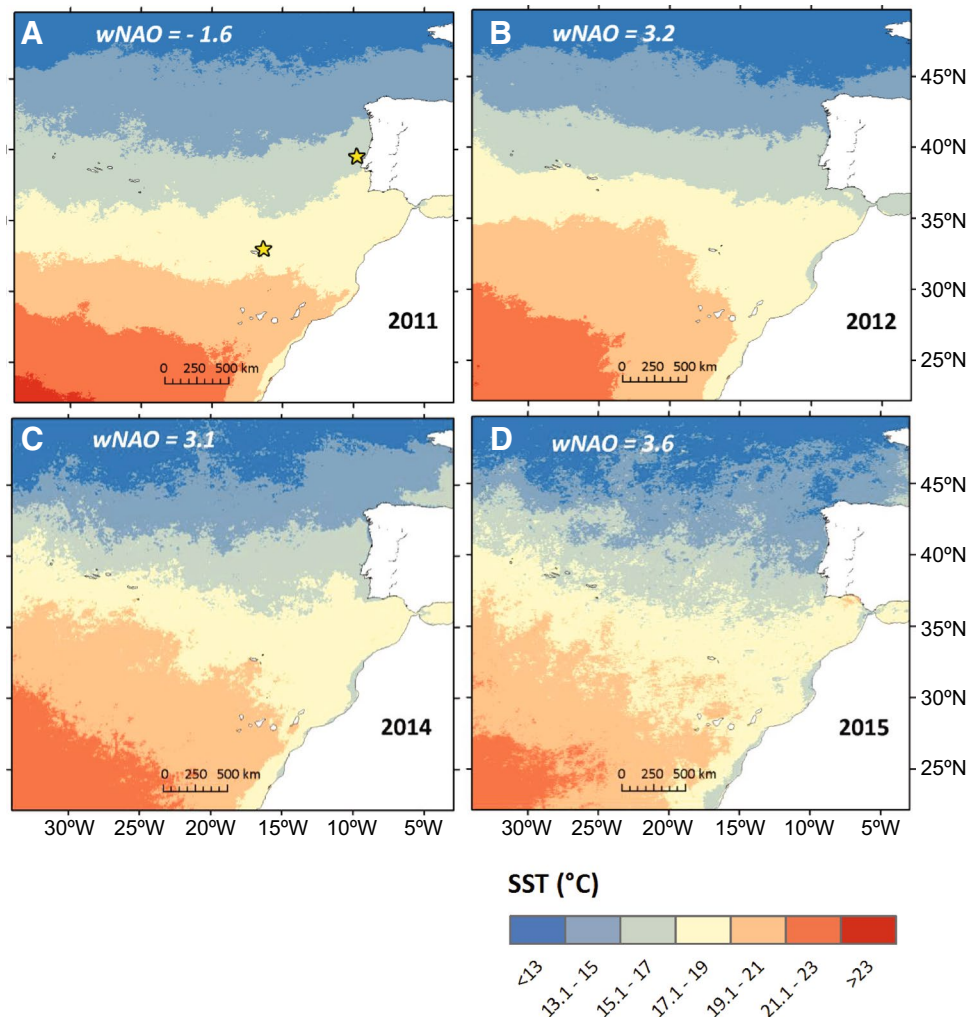 A
wNAO = - 1.6
2011
0 250 500 km
B
wNAO = 3.2
2012
0 250 500 km
45ºN
40ºN
35ºN
30ºN
25ºN
C
wNAO = 3.1
2014
0 250 500 km
D
wNAO = 3.6
2015
0 250 500 km
45ºN
40ºN
35ºN
30ºN
25ºN
30ºW 25ºW 20ºW 15ºW 10ºW 5ºW
30ºW 25ºW 20ºW 15ºW 10ºW 5ºW
SST (°C)
<13
13.1 - 15
15.1 - 17
17.1 - 19
19.1 - 21
21.1 - 23
>23